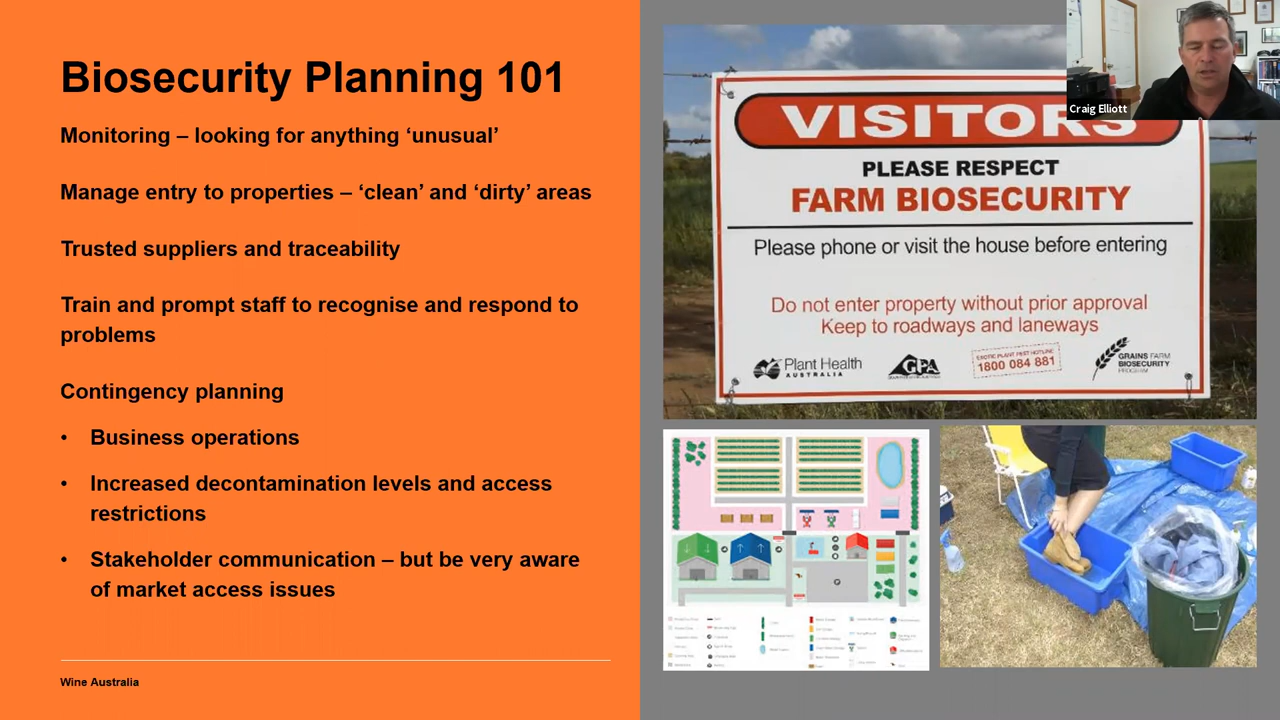 Biosecurity Planning 101
Monitoring – looking for anything ‘unusual’
Manage entry to properties – ‘clean’ and ‘dirty’ areas
Trusted suppliers and traceability
Train and prompt staff to recognise and respond to
problems
Contingency planning
• Business operations
• Increased decontamination levels and access
restrictions
• Stakeholder communication – but be very aware
of market access issues
Wine Australia
VISITORS
PLEASE RESPECT
FARM BIOSECURITY
Please phone or visit the house before entering
Do not enter property without prior approval
Keep to roadways and laneways
Plant Health
AUSTRALIA
GPA
EXOTIC PLANT PEST HOTLINE
1800 084 881
GRAINS FARM
BIOSECURITY
PROGRAM
Craig Elliott